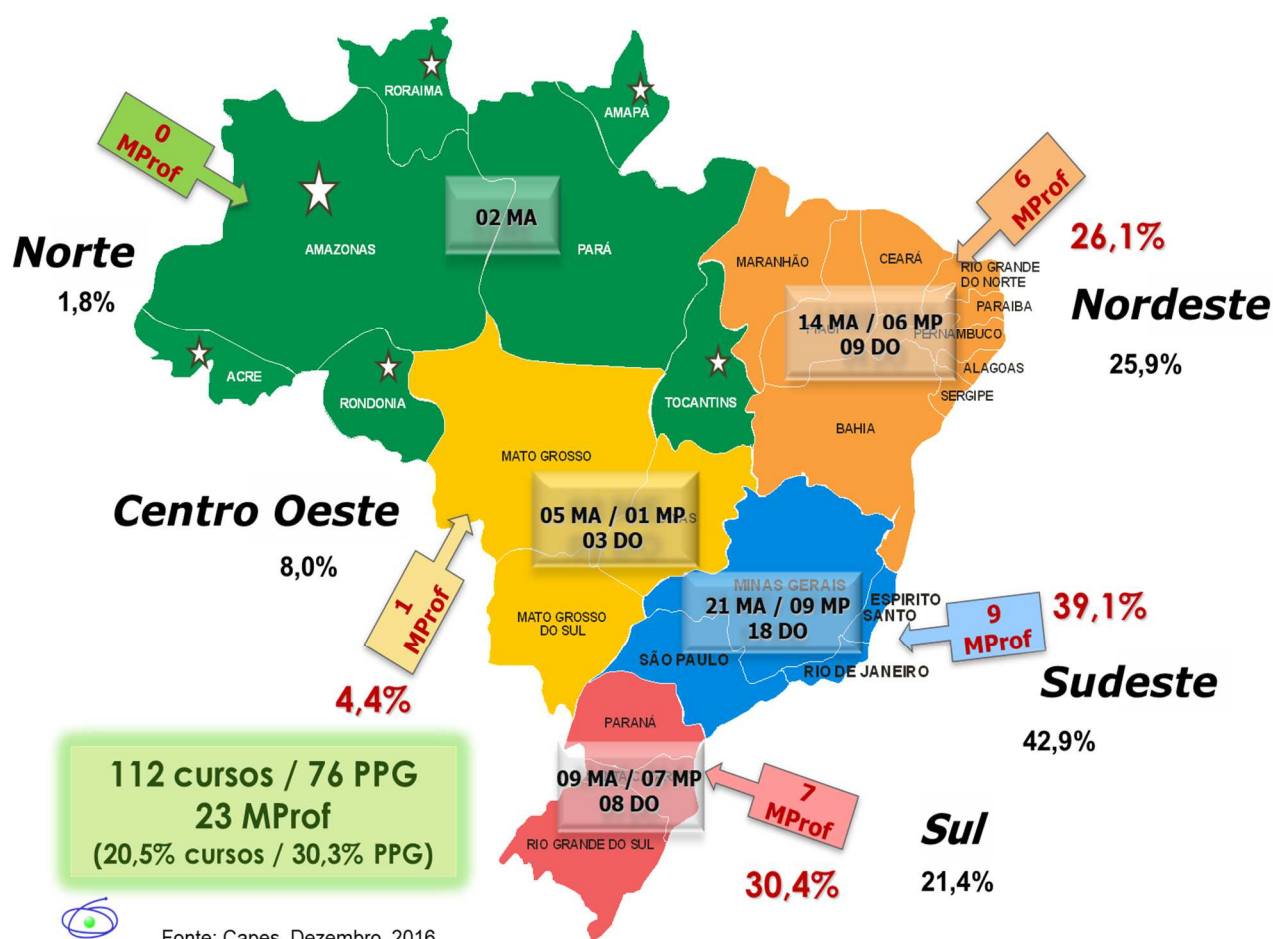 RORAIMA
AMAPÁ
0
MProf
6
MProf
02 MA
AMAZONAS
PARÁ
Norte
1,8%
26,1%
MARANHÃO
CEARÁ
RIO GRANDE
DO NORTE
PARAIBA
Nordeste
14 MA / 06 MP
09 DO
PIAUÍ
PERNAMBUCO
25,9%
ALAGOAS
SERGIPE
ACRE
RONDONIA
TOCANTINS
BAHIA
MATO GROSSO
Centro Oeste
8,0%
05 MA / 01 MP
03 DO
1
MProf
4,4%
MATO GROSSO
DO SUL
MINAS GERAIS
21 MA / 09 MP
18 DO
ESPIRITO
SANTO
9
MProf
39,1%
SÃO PAULO
RIO DE JANEIRO
Sudeste
42,9%
PARANÁ
09 MA / 07 MP
08 DO
7
MProf
30,4%
RIO GRANDE DO SUL
Sul
21,4%
112 cursos / 76 PPG
23 MProf
(20,5% cursos / 30,3% PPG)
Fonte: Capes, Dezembro, 2016